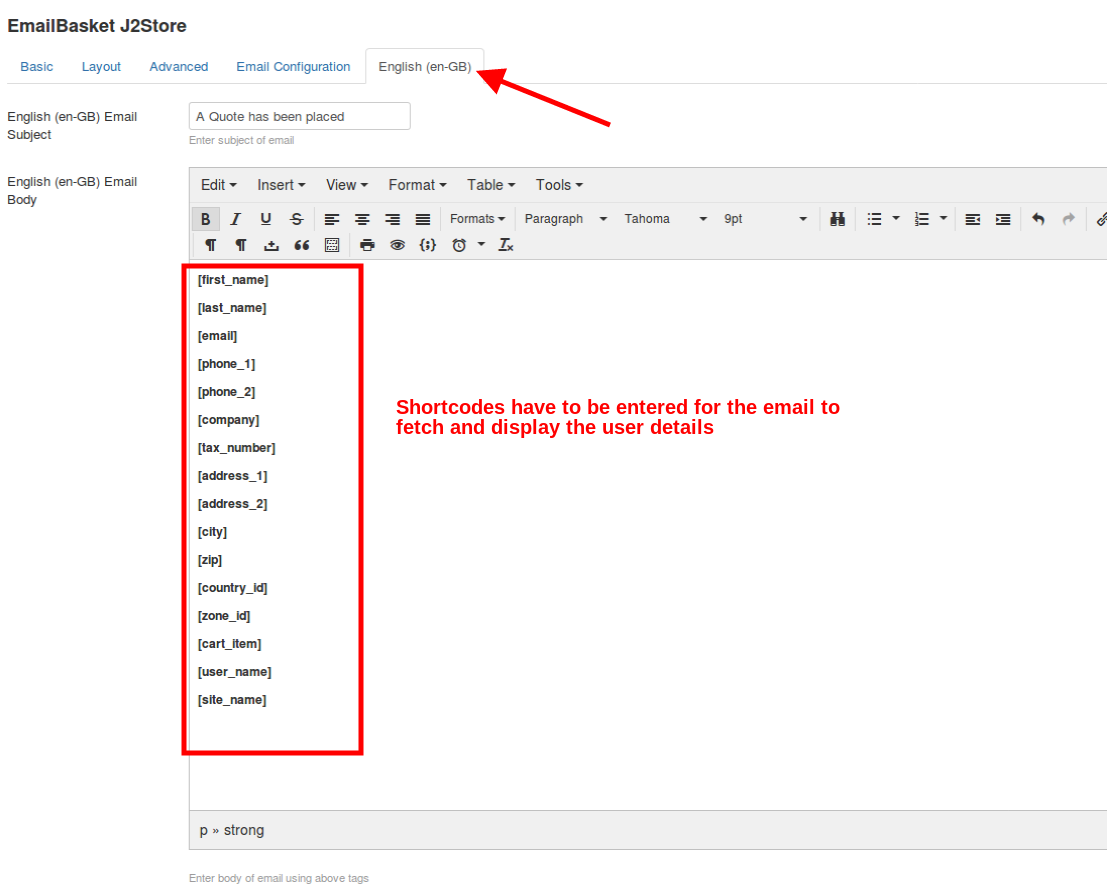 EmailBasket J2Store
Basic Layout Advanced Email Configuration English (en-GB)
English (en-GB) Email
Subject
A Quote has been placed
Enter subject of email
English (en-GB) Email
Body
Edit Insert View Format Table Tools
B I U S Formats Paragraph Tahoma 9pt
[first_name]
[last_name]
[email]
[phone_1]
[phone_2]
[company]
[tax_number]
[address_1]
[address_2]
[city]
[zip]
[country_id]
[zone_id]
[cart_item]
[user_name]
[site_name]
Shortcodes have to be entered for the email to
fetch and display the user details
p » strong
Enter body of email using above tags